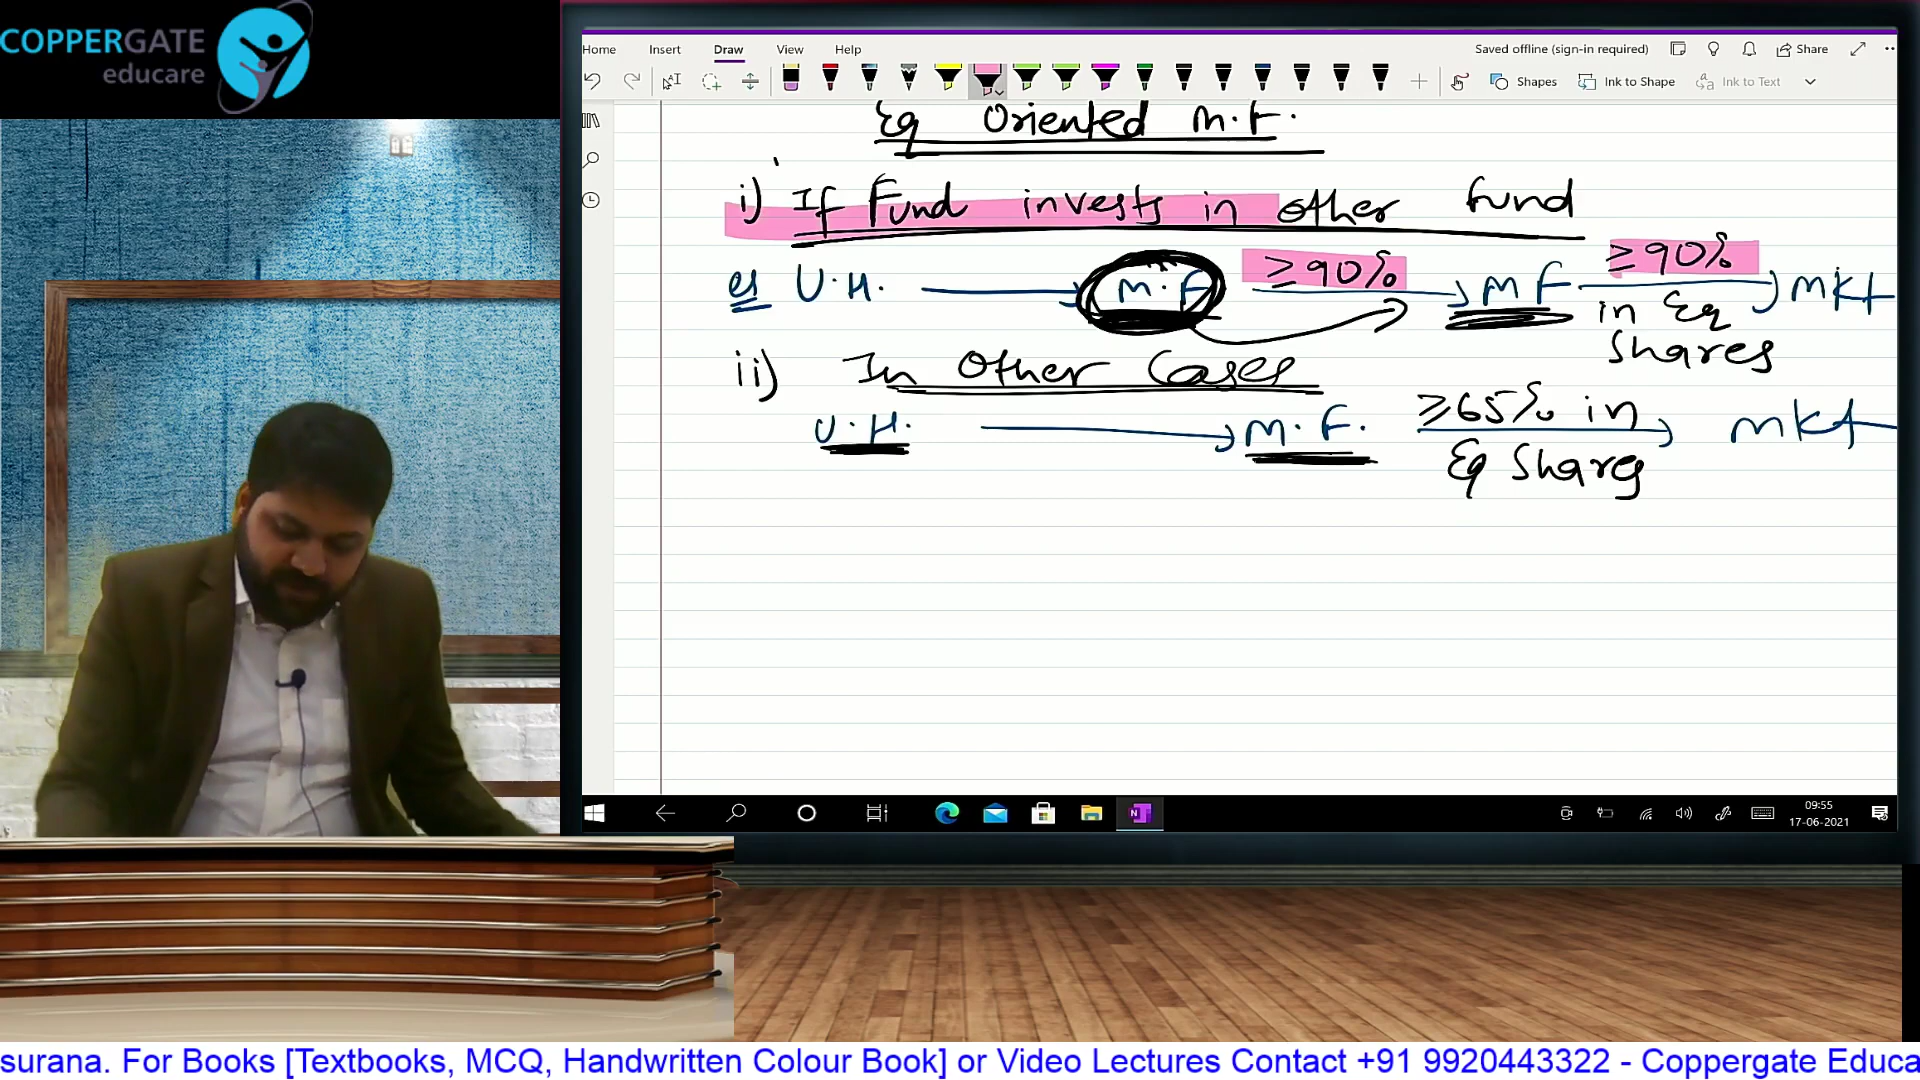 COPPERGATE
educare
Home Insert Draw View Help Saved offline (sign-in required) Share
Shapes Ink to Shape Ink to Text
Eq Oriented M.F.
i) If Fund invests in other fund
eg U.H. M.F ≥90% MF ≥90% mkt
in Eq
Shares
ii) In Other Cases
U.H. M.F. ≥65% in mkt
Eq Shares
09:55
17-06-2021
surana. For Books [Textbooks, MCQ, Handwritten Colour Book] or Video Lectures Contact +91 9920443322 - Coppergate Educa